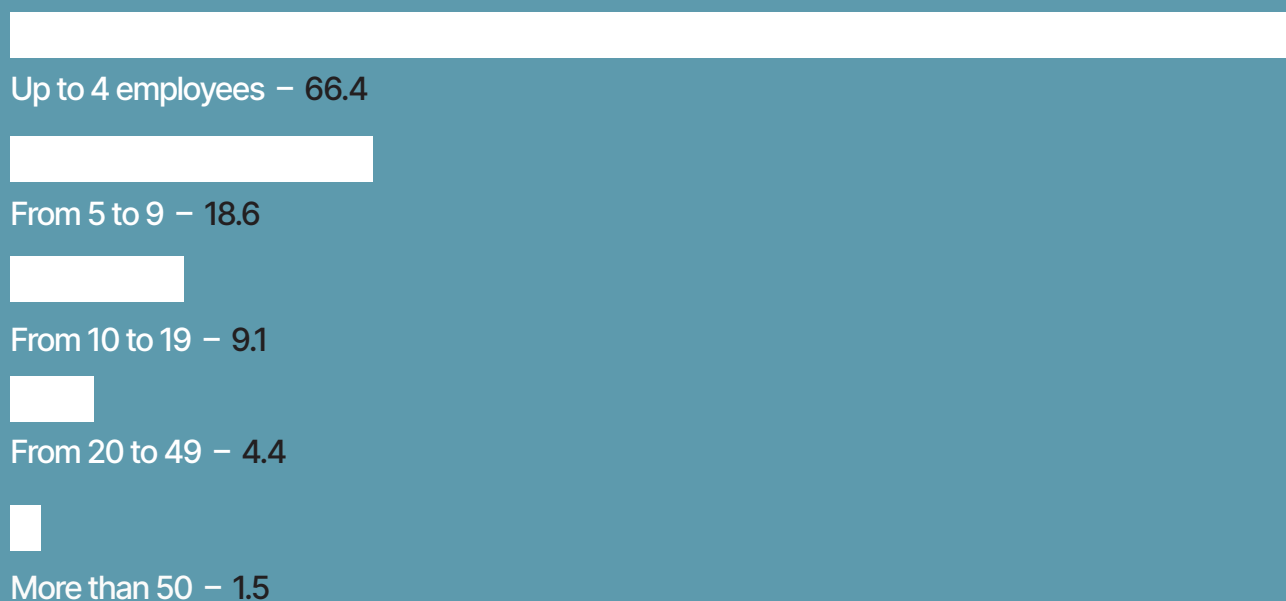 Up to 4 employees – 66.4
From 5 to 9 – 18.6
From 10 to 19 – 9.1
From 20 to 49 – 4.4
More than 50 – 1.5